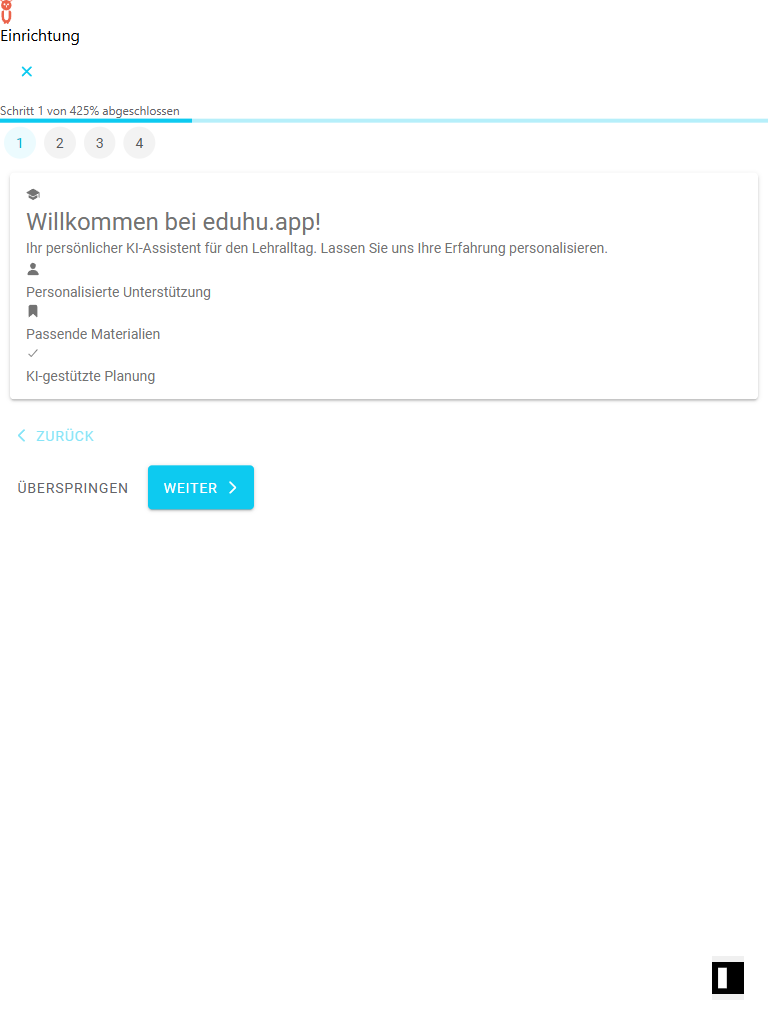 Einrichtung
Schritt 1 von 425% abgeschlossen
1 2 3 4
Willkommen bei eduhu.app!
Ihr persönlicher KI-Assistent für den Lehralltag. Lassen Sie uns Ihre Erfahrung personalisieren.
Personalisierte Unterstützung
Passende Materialien
KI-gestützte Planung
ZURÜCK
ÜBERSPRINGEN WEITER